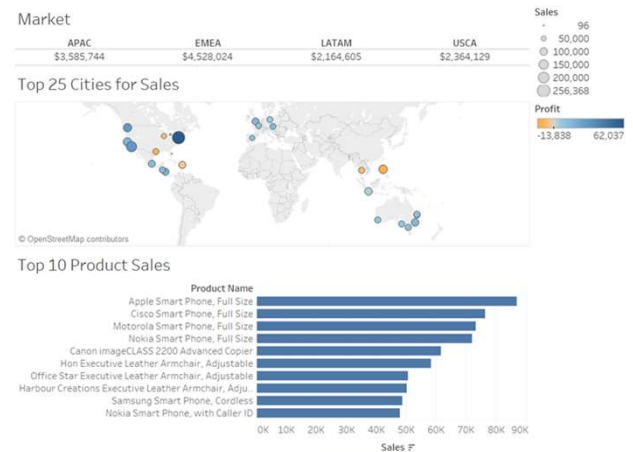 Market
APAC EMEA LATAM USCA
$3,585,744 $4,528,024 $2,164,605 $2,364,129
Top 25 Cities for Sales
© OpenStreetMap contributors
Sales
96
50,000
100,000
150,000
200,000
256,368
Profit
-13,838 62,037
Top 10 Product Sales
Product Name
Apple Smart Phone, Full Size
Cisco Smart Phone, Full Size
Motorola Smart Phone, Full Size
Nokia Smart Phone, Full Size
Canon imageCLASS 2200 Advanced Copier
Hon Executive Leather Armchair, Adjustable
Office Star Executive Leather Armchair, Adjustable
Harbour Creations Executive Leather Armchair, Adju..
Samsung Smart Phone, Cordless
Nokia Smart Phone, with Caller ID
0K 10K 20K 30K 40K 50K 60K 70K 80K 90K
Sales